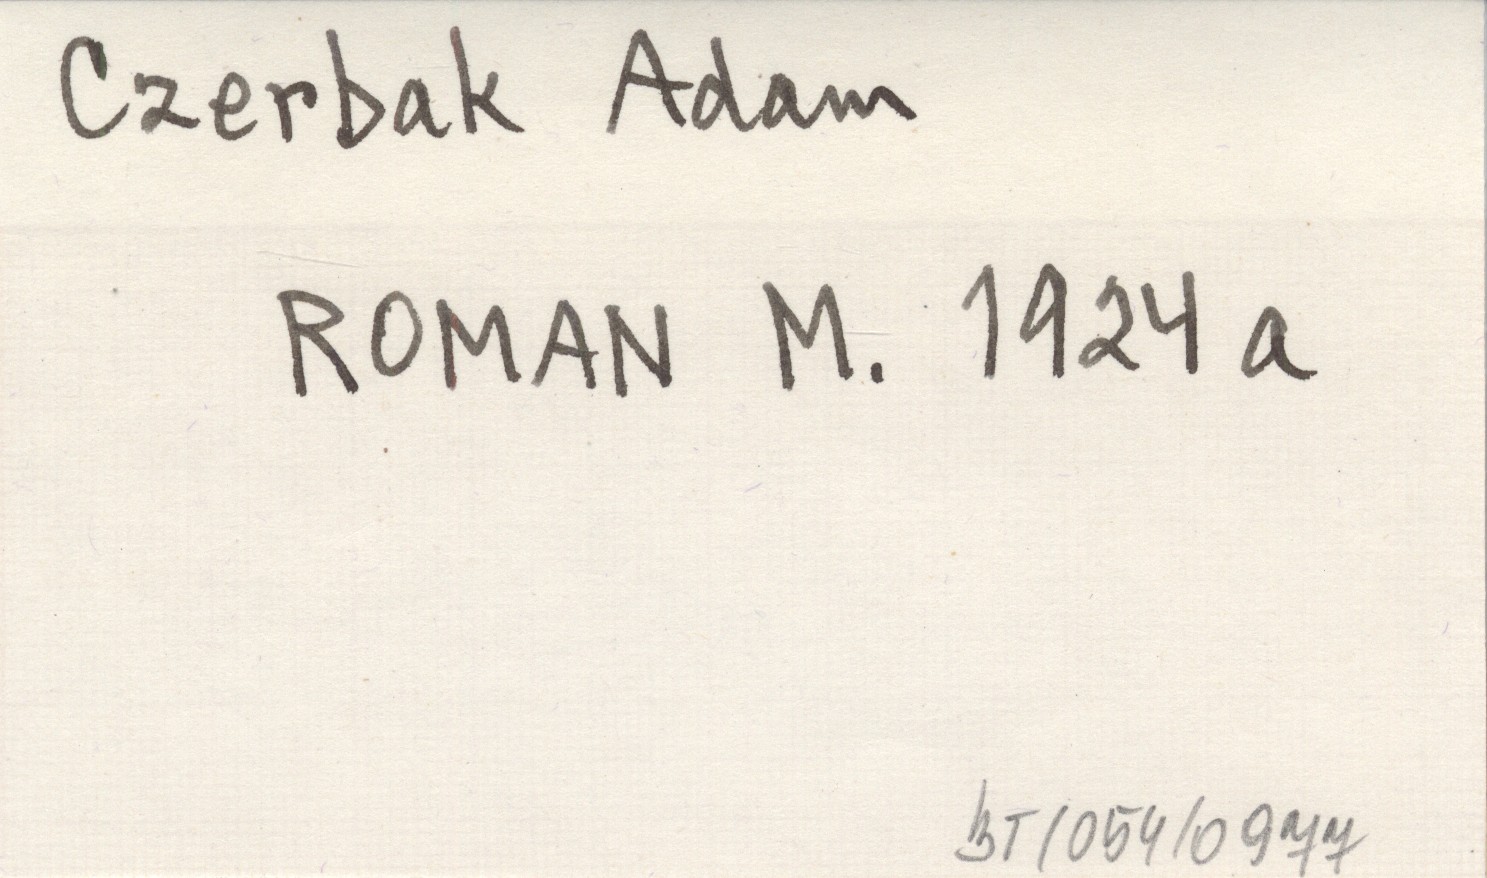 Czerbak Adam
ROMAN M. 1924 a
BT/054/0977